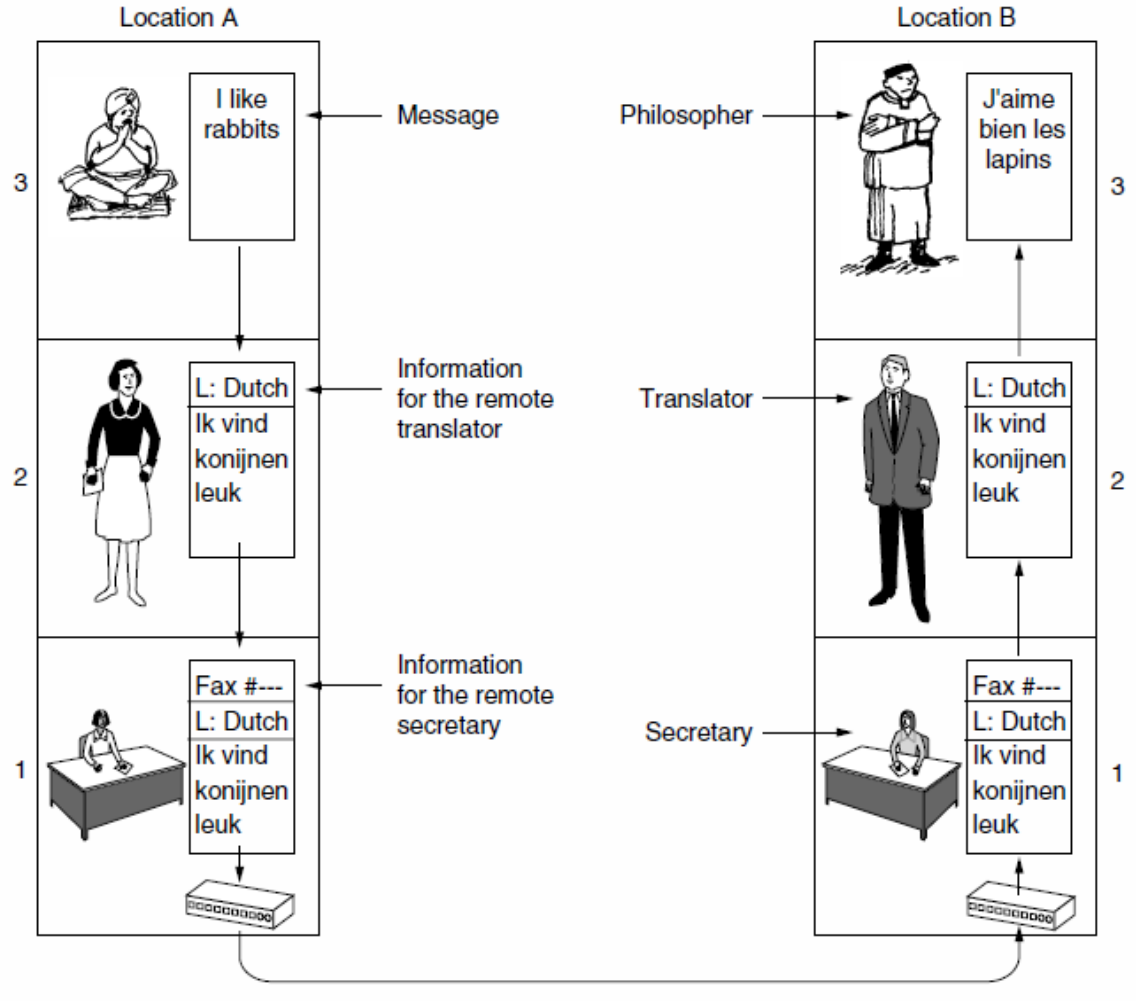 Location A
Location B
I like
rabbits
Message
Philosopher
J'aime
bien les
lapins
3
3
L: Dutch
Ik vind
konijnen
leuk
Information
for the remote
translator
Translator
L: Dutch
Ik vind
konijnen
leuk
2
2
Fax #---
L: Dutch
Ik vind
konijnen
leuk
Information
for the remote
secretary
Secretary
Fax #---
L: Dutch
Ik vind
konijnen
leuk
1
1